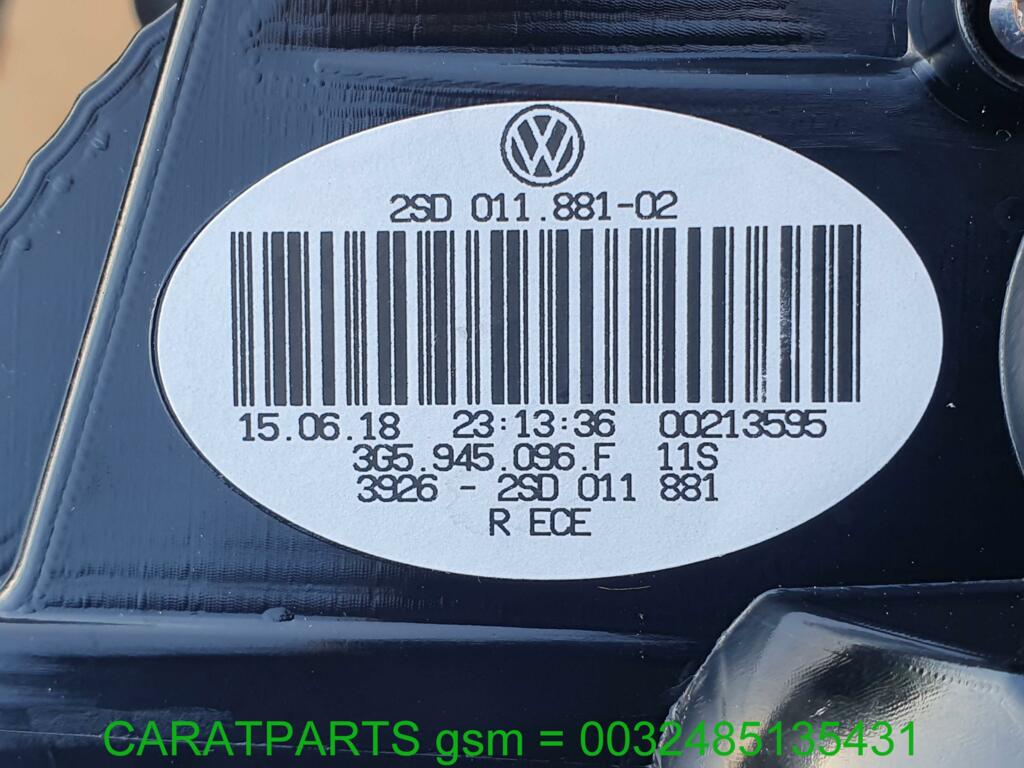 2SD 011.881-02
15.06.18 23:13:36 00213595
3G5.945.096.F 11S
3926 - 2SD 011 881
R ECE
CARATPARTS gsm = 0032485135431